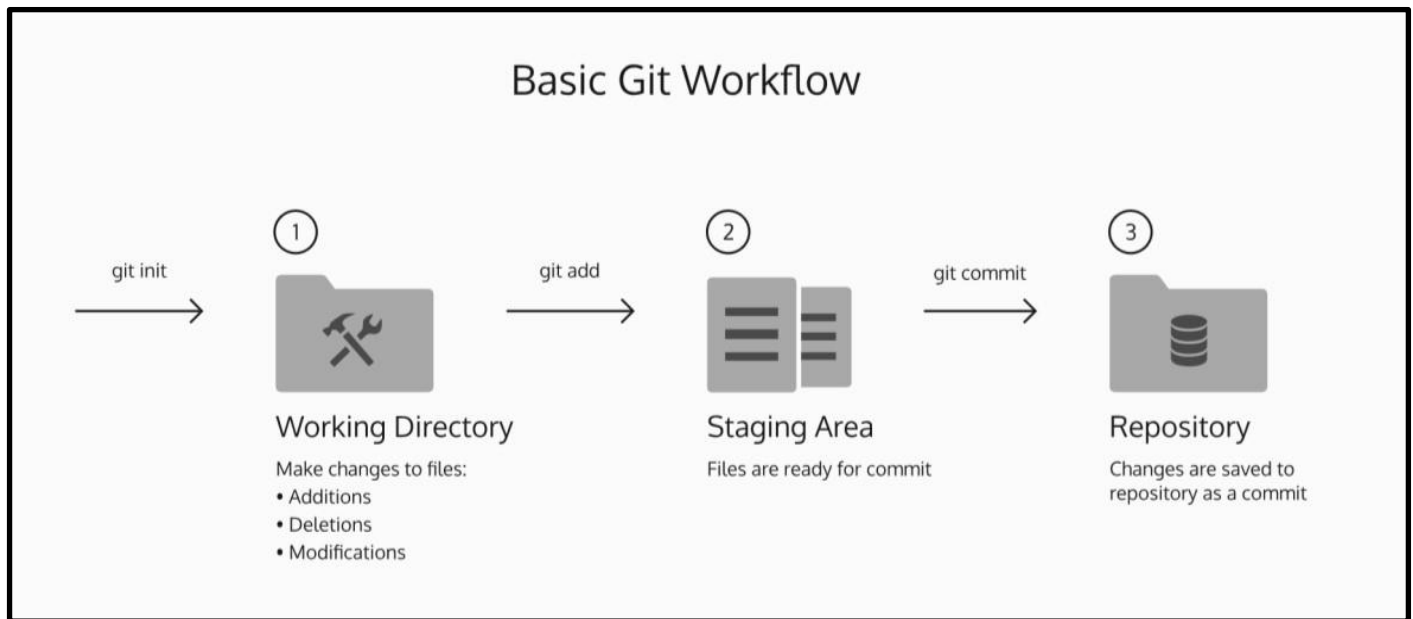 Basic Git Workflow
git init
1
Working Directory
Make changes to files:
• Additions
• Deletions
• Modifications
git add
2
Staging Area
Files are ready for commit
git commit
3
Repository
Changes are saved to
repository as a commit